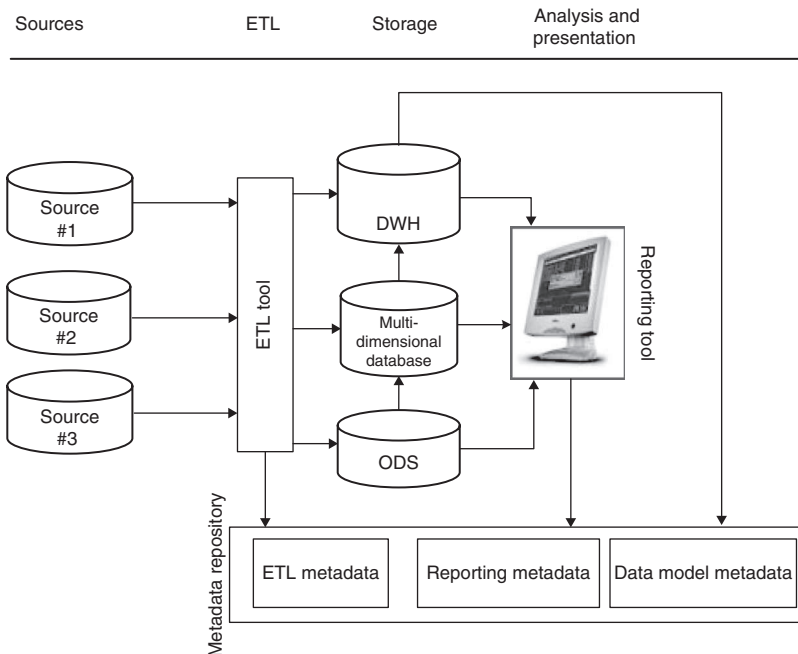 Sources
ETL
Storage
Analysis and
presentation
Source
#1
Source
#2
Source
#3
ETL tool
DWH
Multi-
dimensional
database
ODS
Reporting tool
Metadata repository
ETL metadata
Reporting metadata
Data model metadata